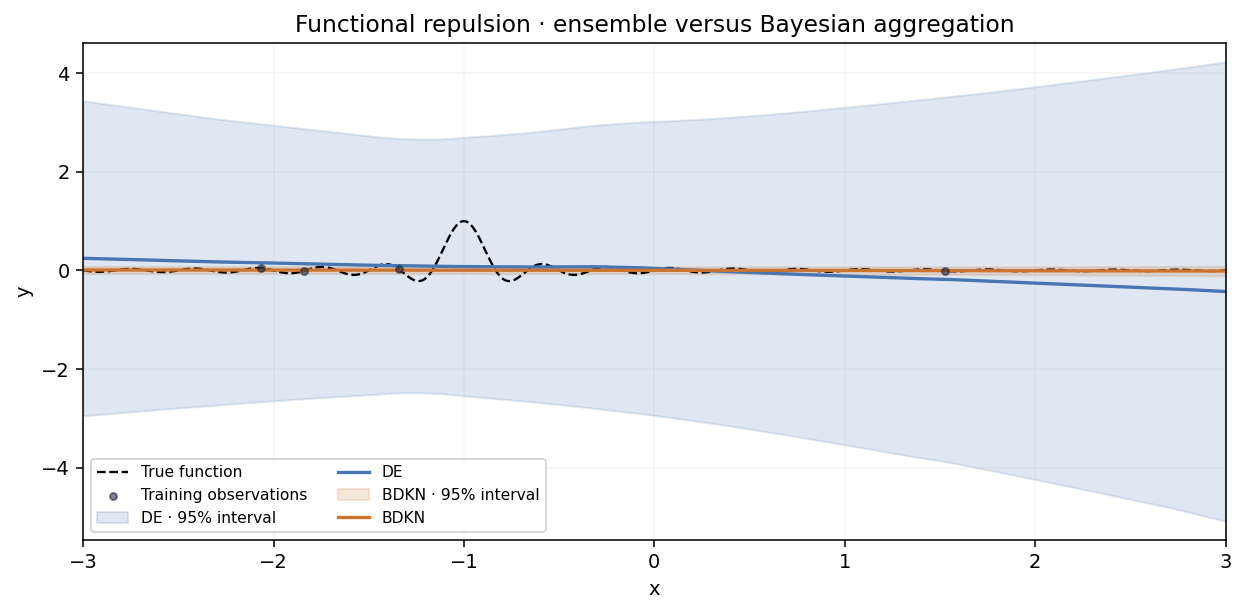 Functional repulsion · ensemble versus Bayesian aggregation
y
4
2
0
−2
−4
True function
Training observations
DE · 95% interval
DE
BDKN · 95% interval
BDKN
−3
−2
−1
0
1
2
3
x